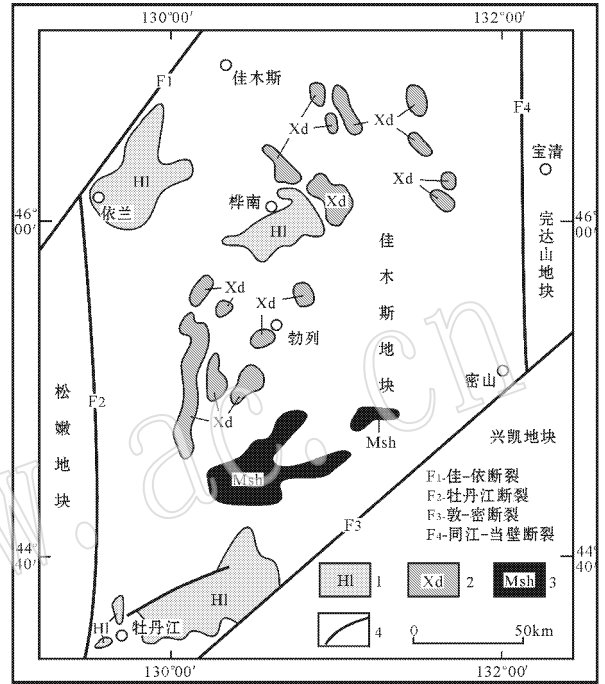 130°00′
132°00′
F1
佳木斯
F4
Xd
Xd
宝清
Hl
Xd
依兰
桦南
Xd
46°00′
46°00′
Hl
佳木斯地块
完达山地块
Xd
Xd
勃列
密山
F2
松嫩地块
Xd
Msh
兴凯地块
Msh
F1-佳-依断裂
F2-牡丹江断裂
F3-敦-密断裂
F4-同江-当壁断裂
F3
44°40′
44°40′
Hl 1
Xd 2
Msh 3
Hl
Hl
牡丹江
4
0 50km
130°00′
132°00′
www.ac.cn